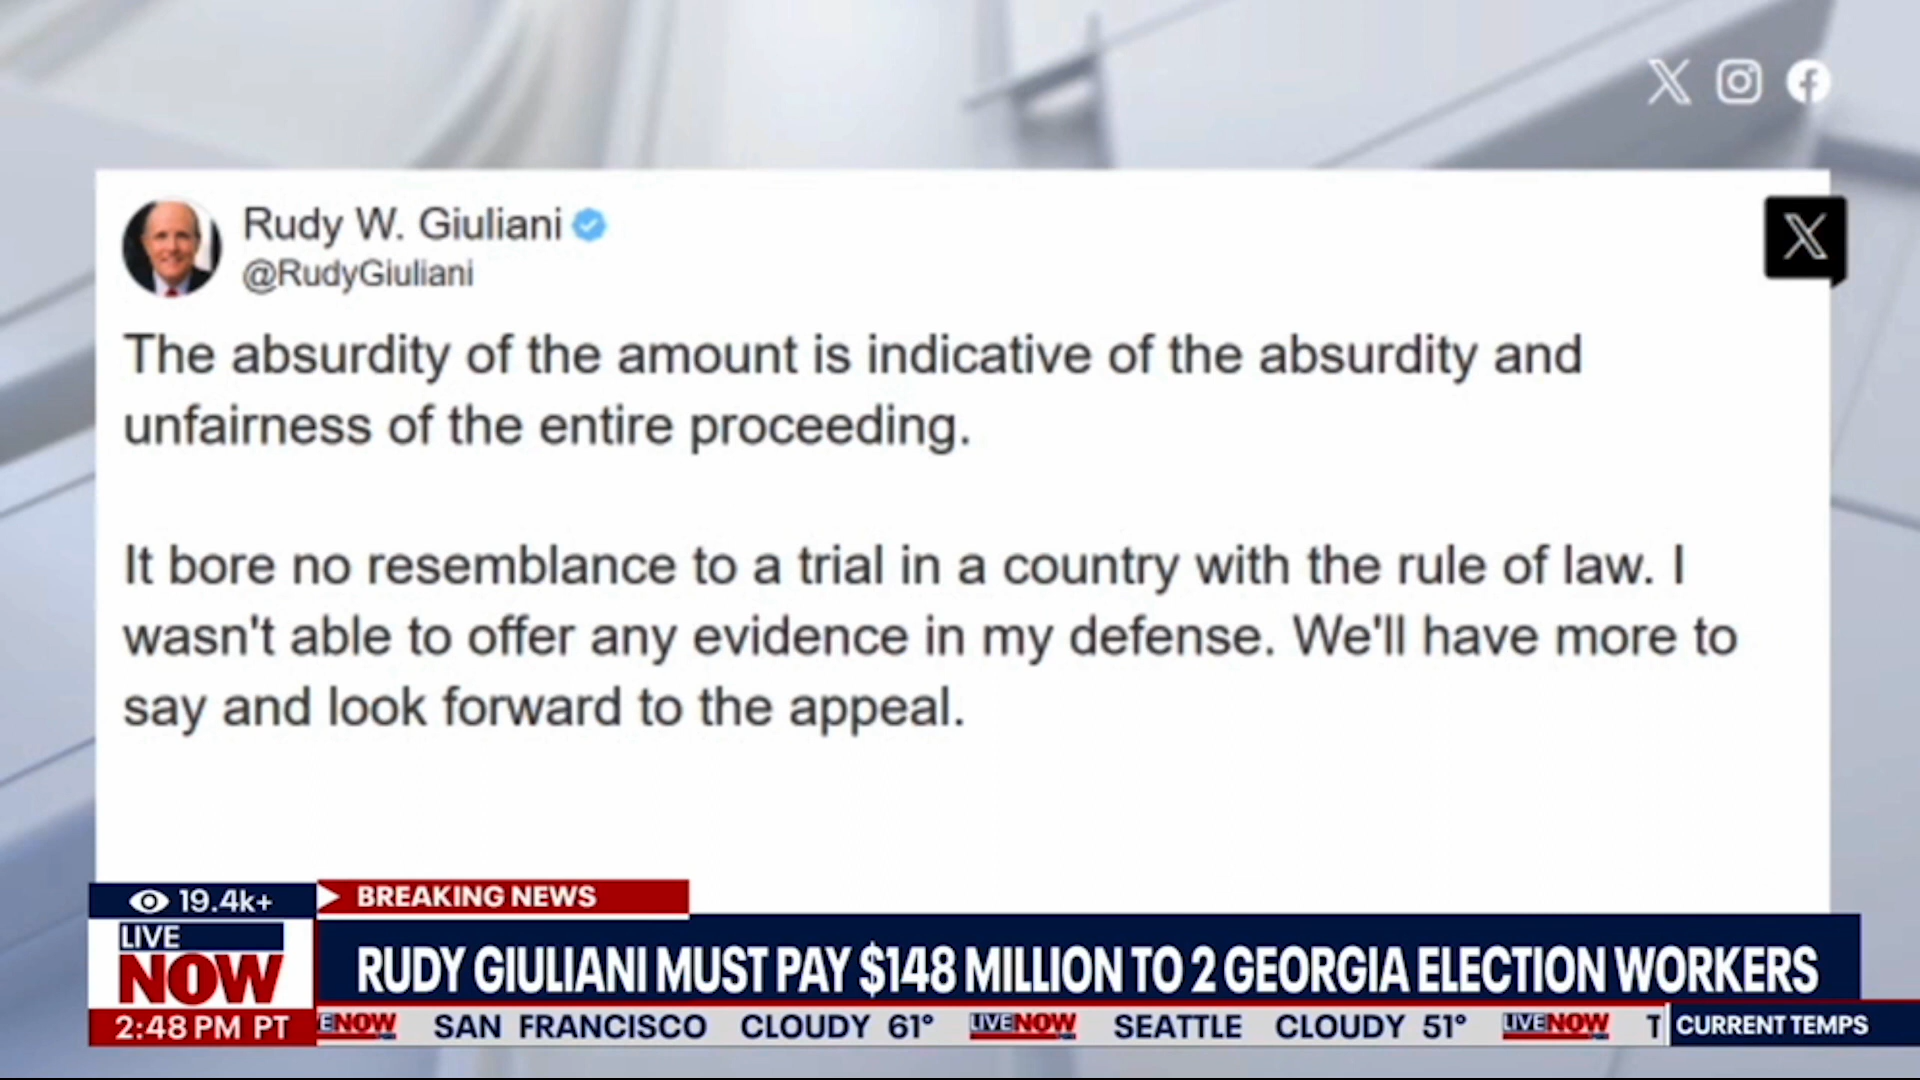 Rudy W. Giuliani
@RudyGiuliani
The absurdity of the amount is indicative of the absurdity and
unfairness of the entire proceeding.
It bore no resemblance to a trial in a country with the rule of law. I
wasn't able to offer any evidence in my defense. We'll have more to
say and look forward to the appeal.
19.4k+
BREAKING NEWS
LIVE
NOW
RUDY GIULIANI MUST PAY $148 MILLION TO 2 GEORGIA ELECTION WORKERS
2:48 PM PT
ENOW SAN FRANCISCO CLOUDY 61° LIVENOW SEATTLE CLOUDY 51° LIVENOW T CURRENT TEMPS